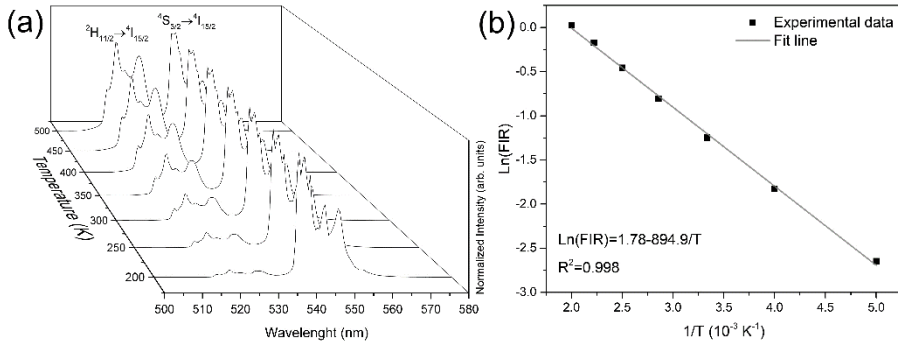 (a)
²H₁₁/₂→⁴I₁₅/₂
⁴S₅/₂→⁴I₁₅/₂
500
450
400
350
300
250
200
Temperature (K)
500 510 520 530 540 550 560 570 580
Wavelenght (nm)
Normalized Intensity (arb. units)
(b)
Experimental data
Fit line
0.0
-0.5
-1.0
-1.5
-2.0
-2.5
-3.0
Ln(FIR)
Ln(FIR)=1.78-894.9/T
R²=0.998
2.0 2.5 3.0 3.5 4.0 4.5 5.0
1/T (10⁻³ K⁻¹)